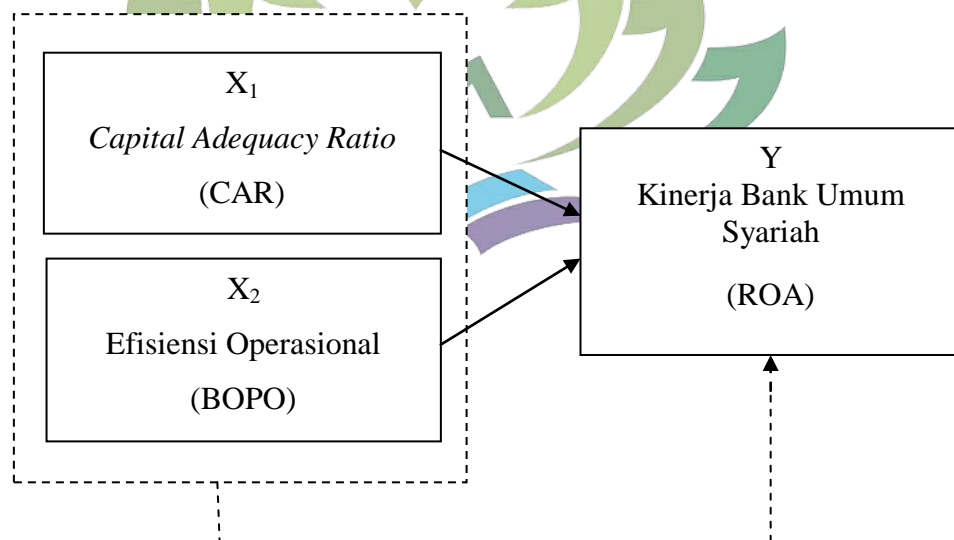 X₁
Capital Adequacy Ratio
(CAR)
X₂
Efisiensi Operasional
(BOPO)
Y
Kinerja Bank Umum
Syariah
(ROA)